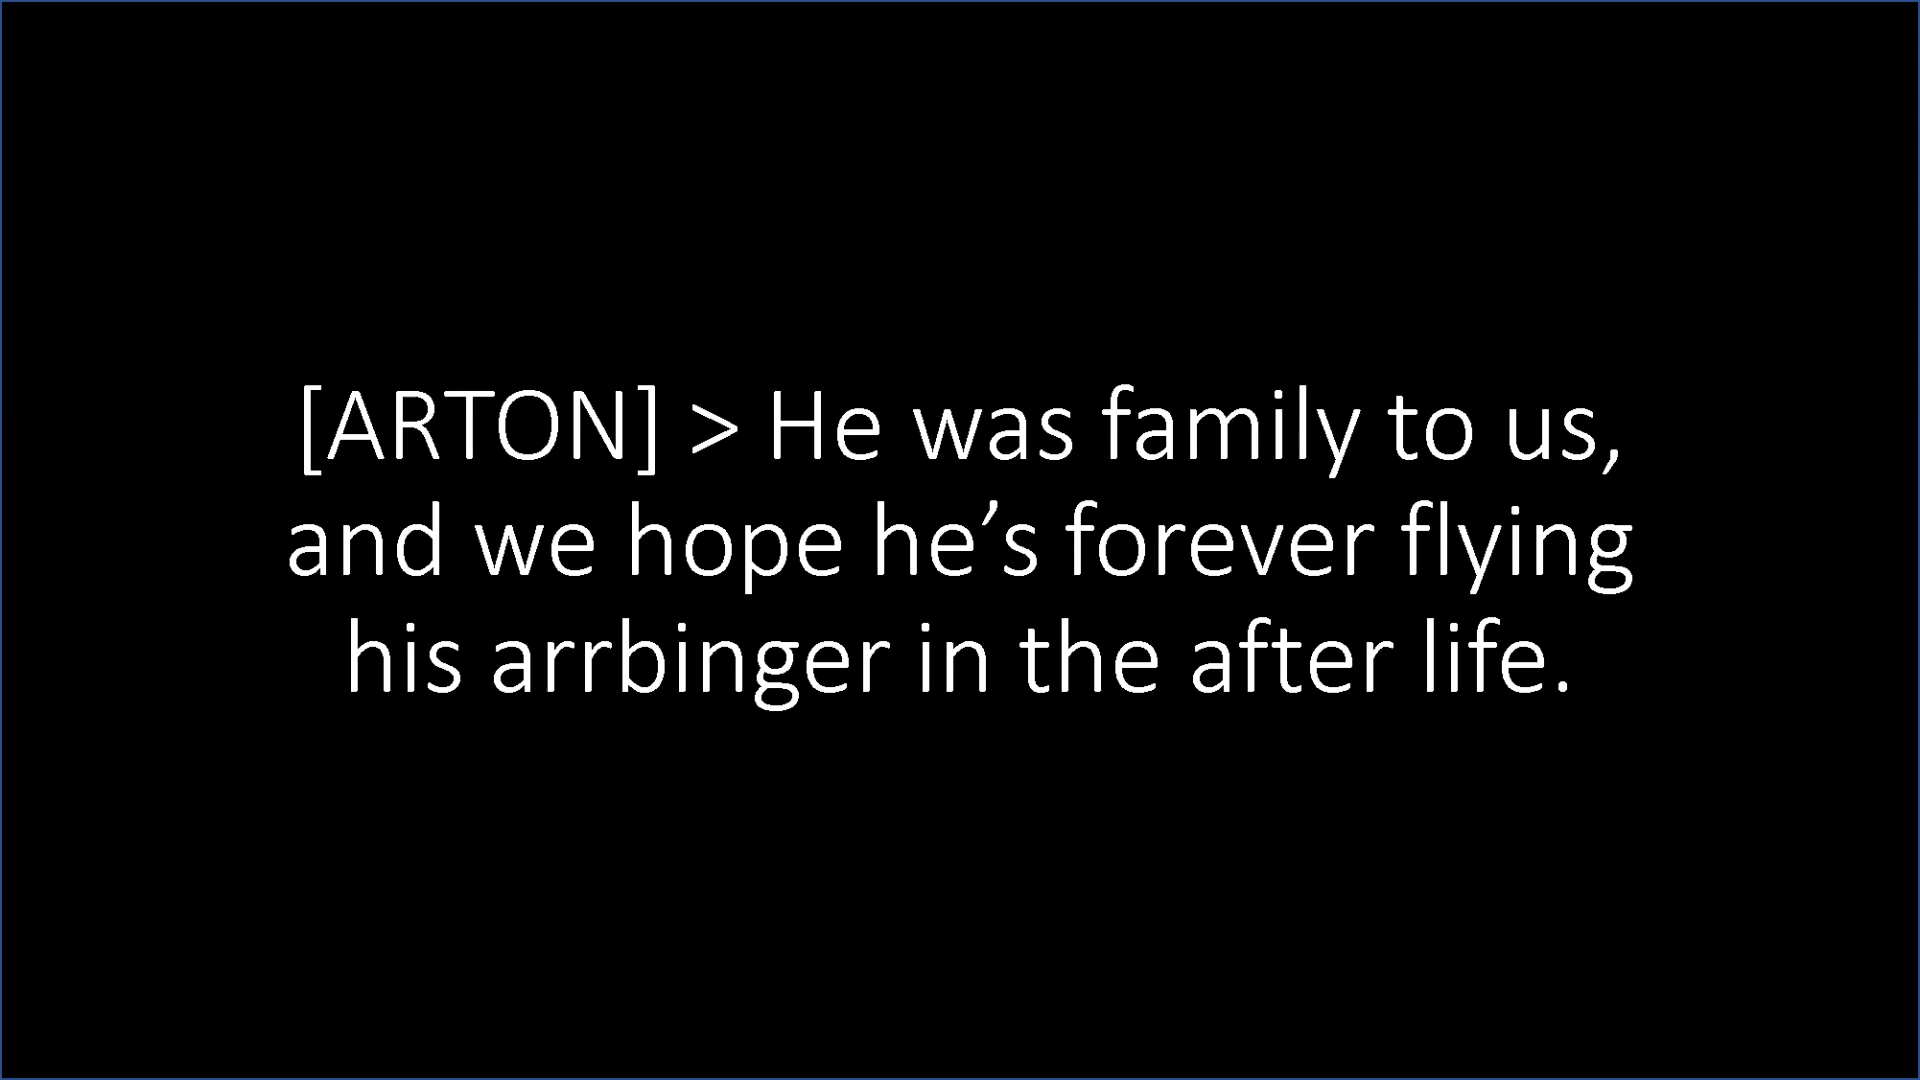 [ARTON] > He was family to us,
and we hope he’s forever flying
his arrbinger in the after life.